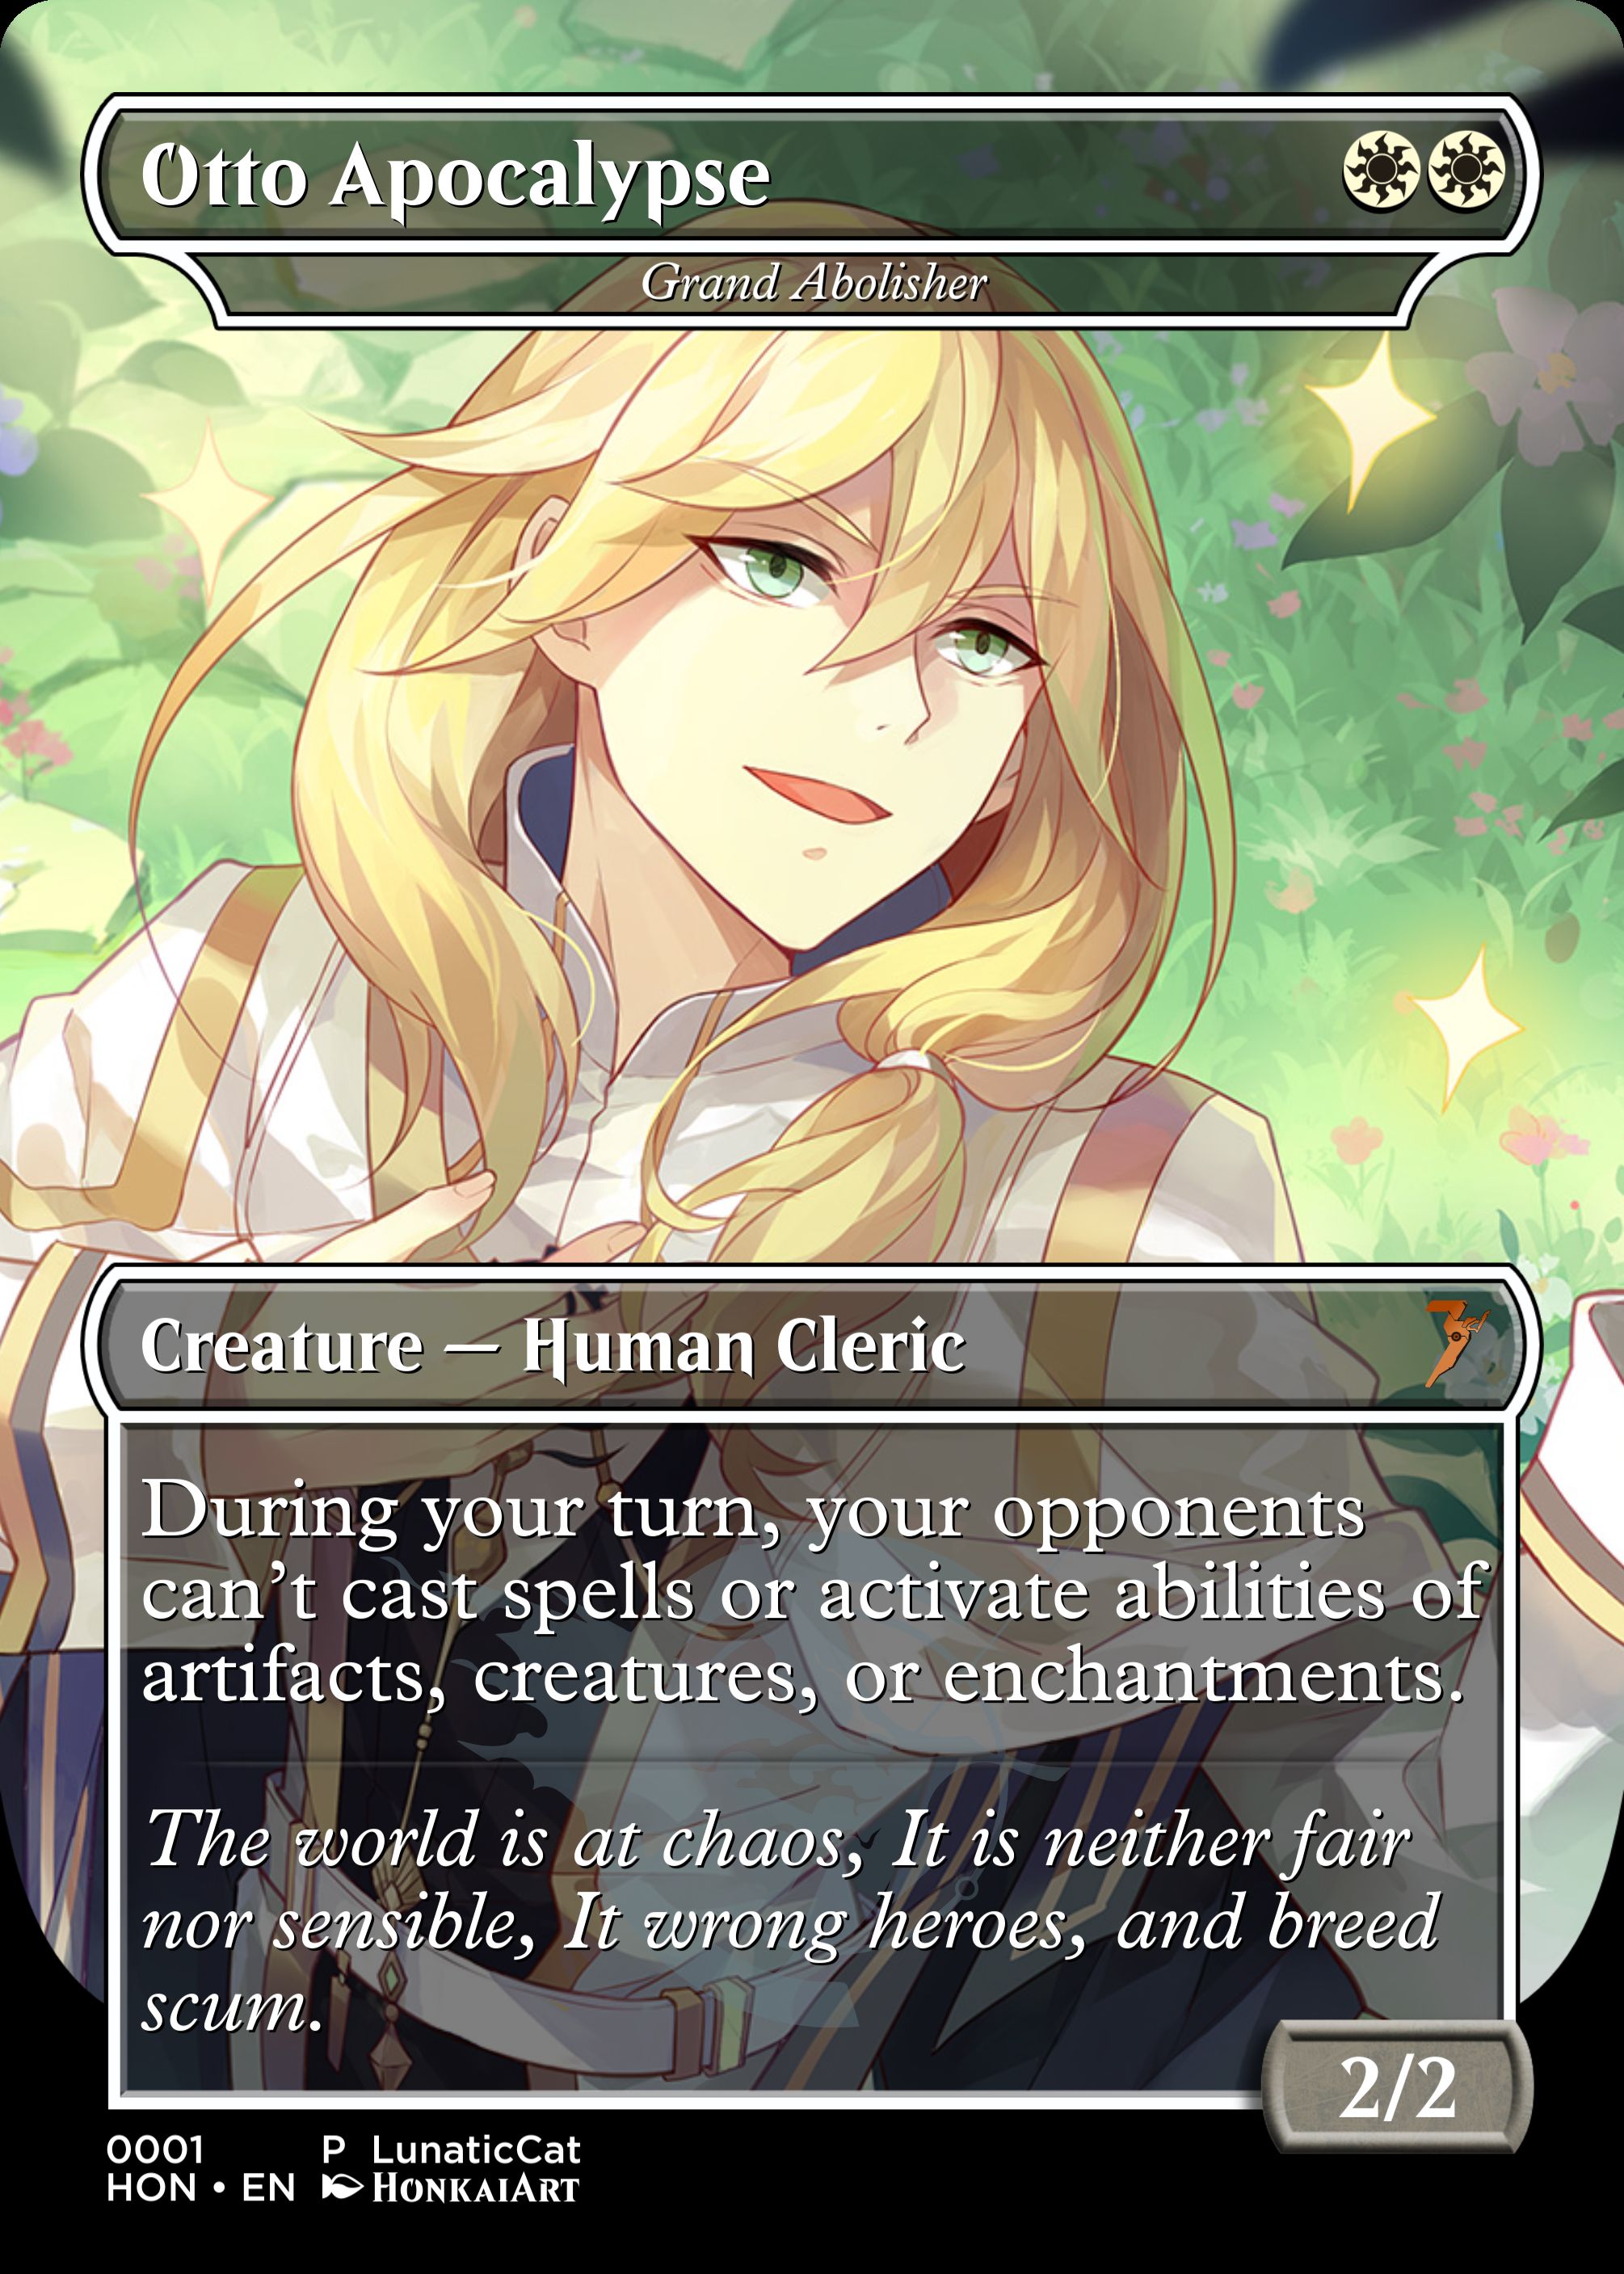 Otto Apocalypse
Grand Abolisher
Creature — Human Cleric
During your turn, your opponents
can't cast spells or activate abilities of
artifacts, creatures, or enchantments.
The world is at chaos, It is neither fair
nor sensible, It wrong heroes, and breed
scum.
2/2
0001 P LunaticCat
HON • EN HONKAIART